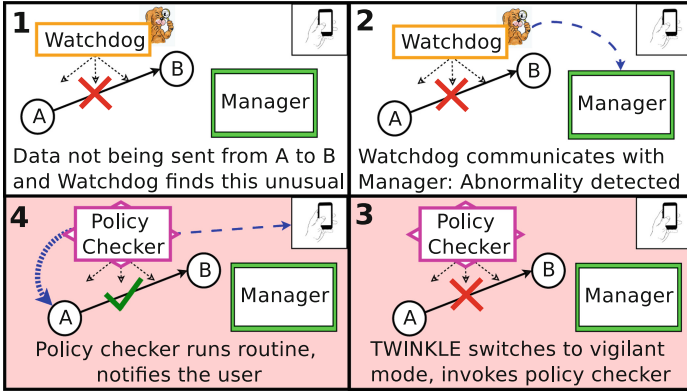 1
Watchdog
B
A
Manager
Data not being sent from A to B
and Watchdog finds this unusual
2
Watchdog
B
A
Manager
Watchdog communicates with
Manager: Abnormality detected
4
Policy
Checker
B
A
Manager
Policy checker runs routine,
notifies the user
3
Policy
Checker
B
A
Manager
TWINKLE switches to vigilant
mode, invokes policy checker